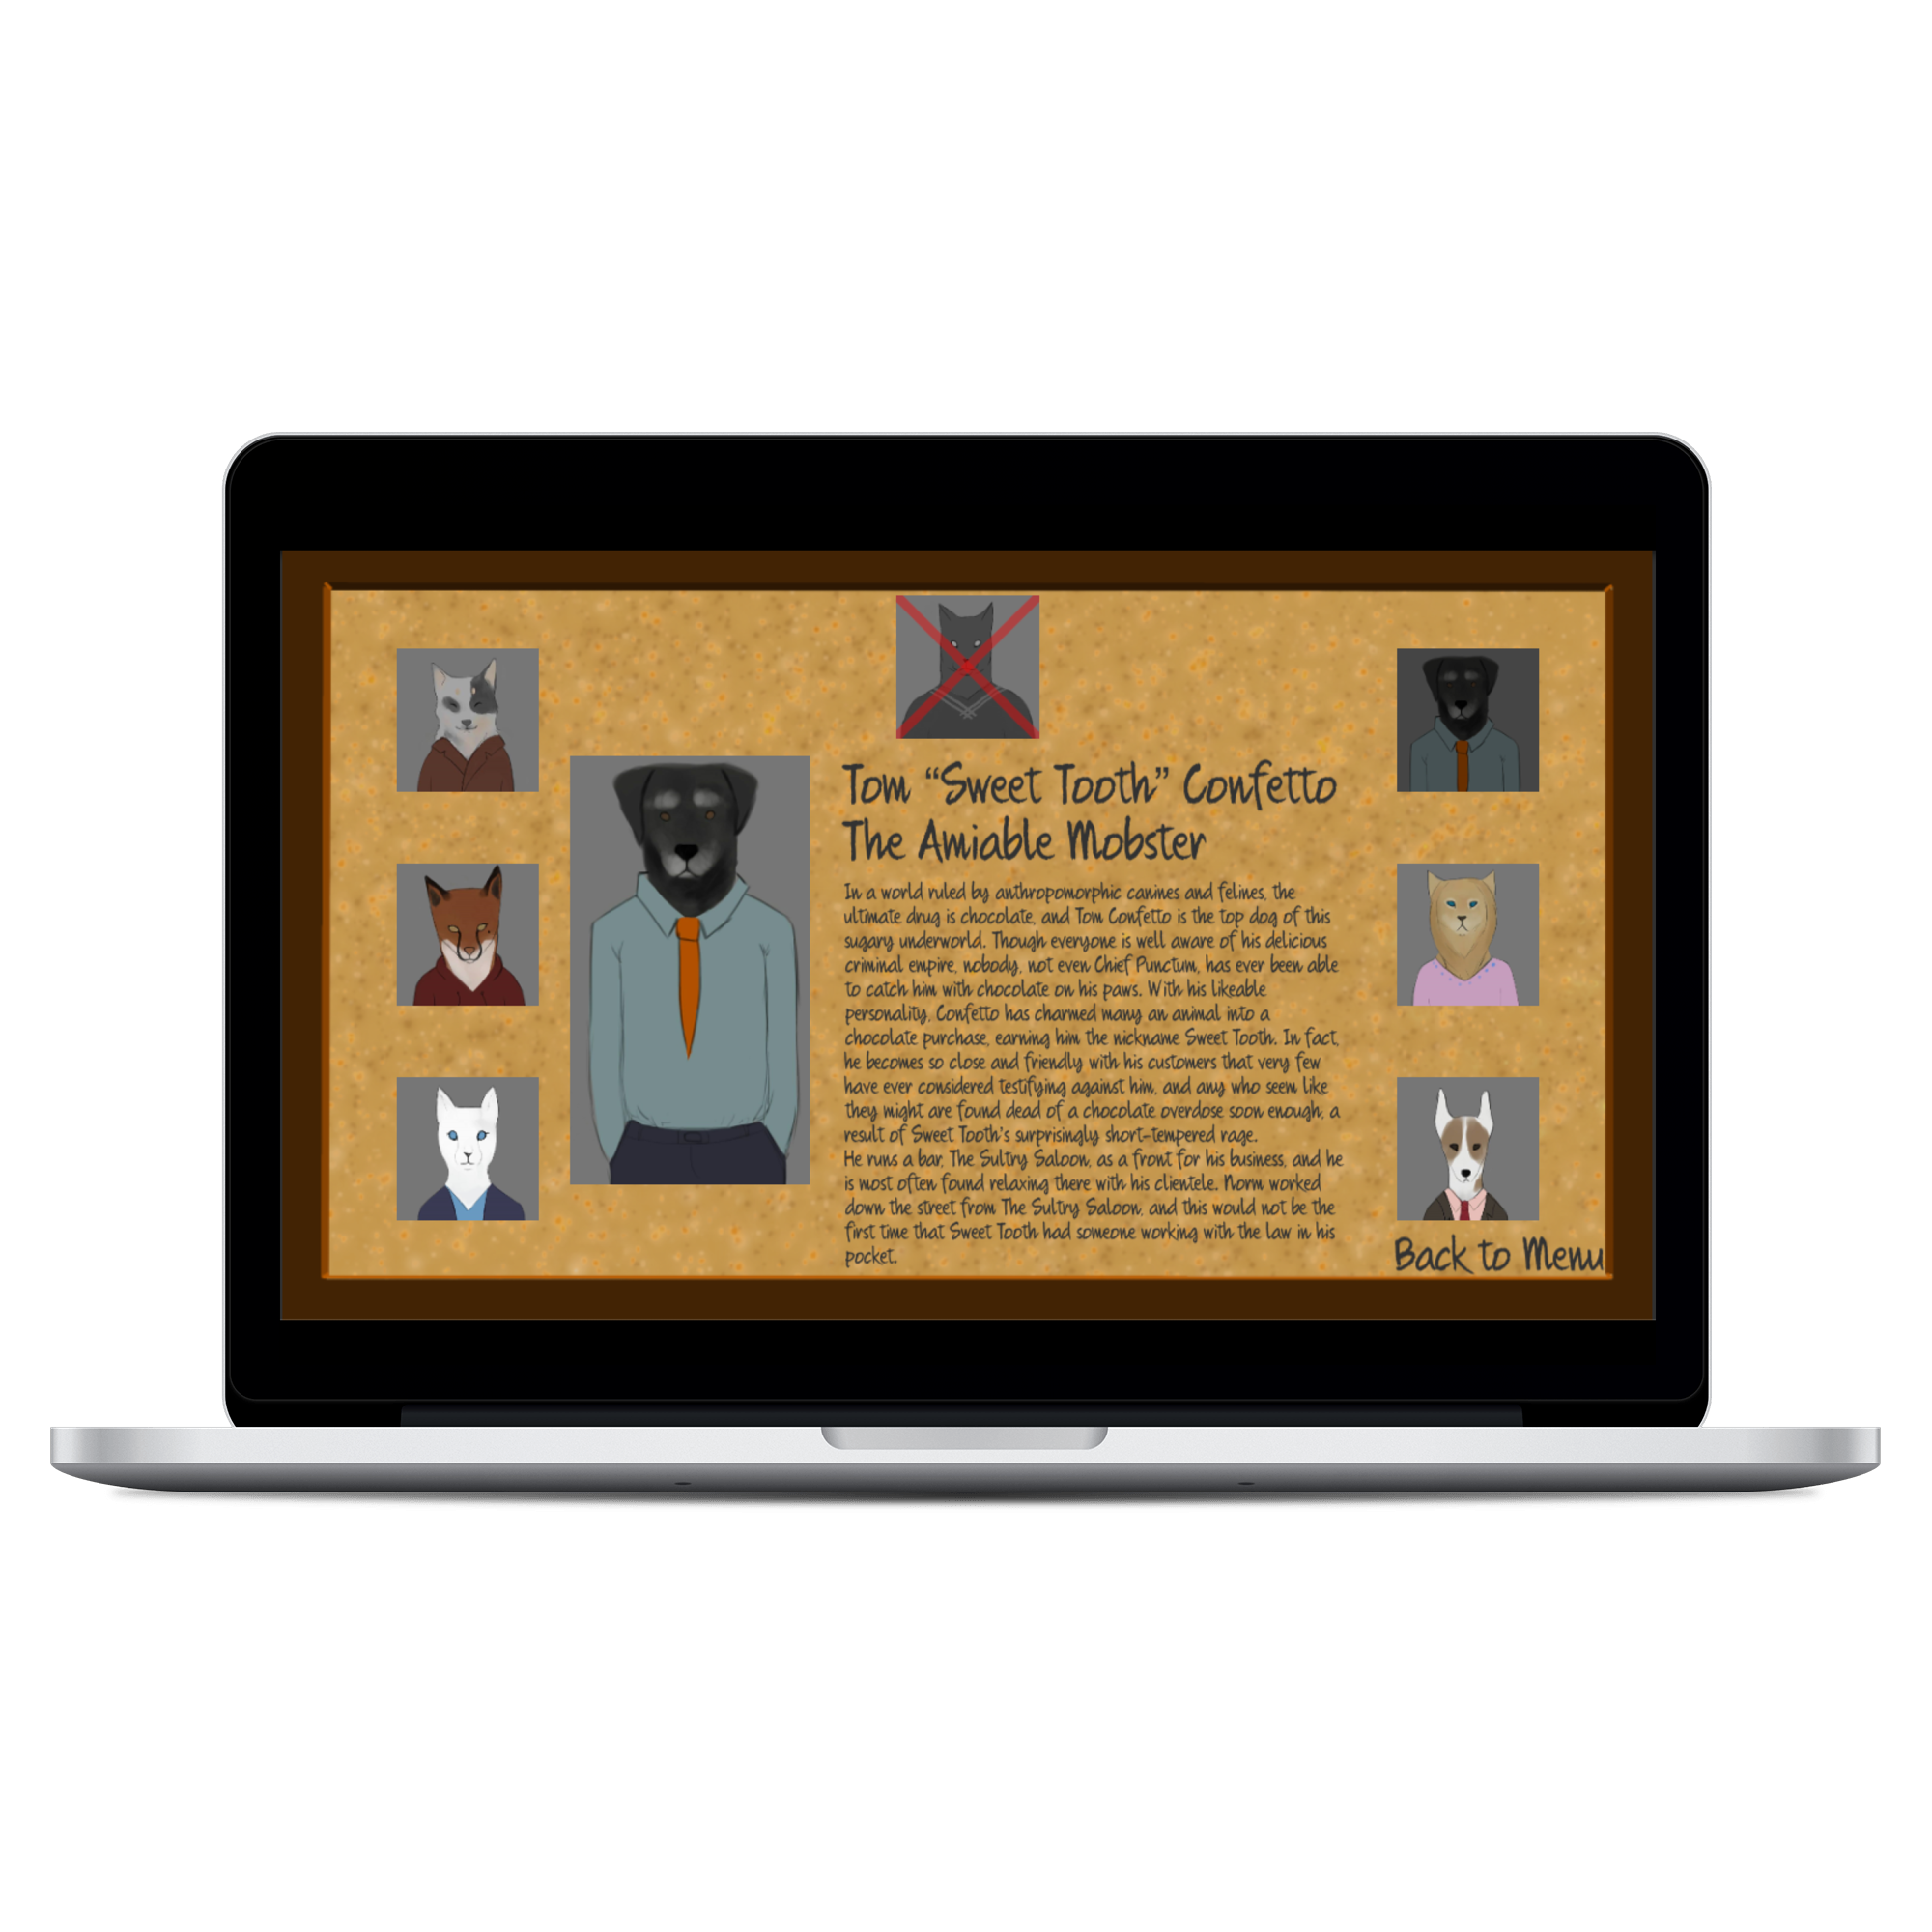 Tom “Sweet Tooth” Confetto
The Amiable Mobster
In a world ruled by anthropomorphic canines and felines, the
ultimate drug is chocolate, and Tom Confetto is the top dog of this
sugary underworld. Though everyone is well aware of his delicious
criminal empire, nobody, not even Chief Punctum, has ever been able
to catch him with chocolate on his paws. With his likeable
personality, Confetto has charmed many an animal into a
chocolate purchase, earning him the nickname Sweet Tooth. In fact,
he becomes so close and friendly with his customers that very few
have ever considered testifying against him, and any who seem like
they might are found dead of a chocolate overdose soon enough, a
result of Sweet Tooth's surprisingly short-tempered rage.
He runs a bar, The Sultry Saloon, as a front for his business, and he
is most often found relaxing there with his clientele. Norm worked
down the street from The Sultry Saloon, and this would not be the
first time that Sweet Tooth had someone working with the law in his
pocket.
Back to Menu